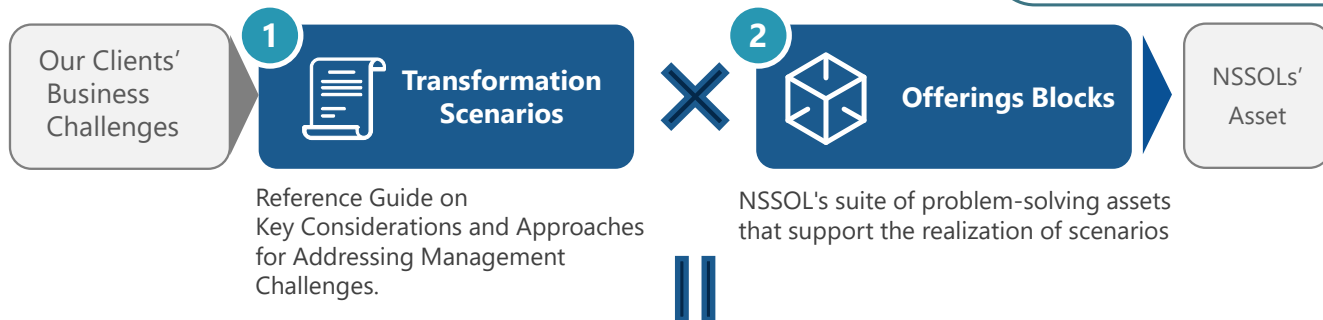 Our Clients’
Business
Challenges
1
Transformation
Scenarios
2
Offerings Blocks
NSSOLs’
Asset
Reference Guide on
Key Considerations and Approaches
for Addressing Management
Challenges.
NSSOL's suite of problem-solving assets
that support the realization of scenarios